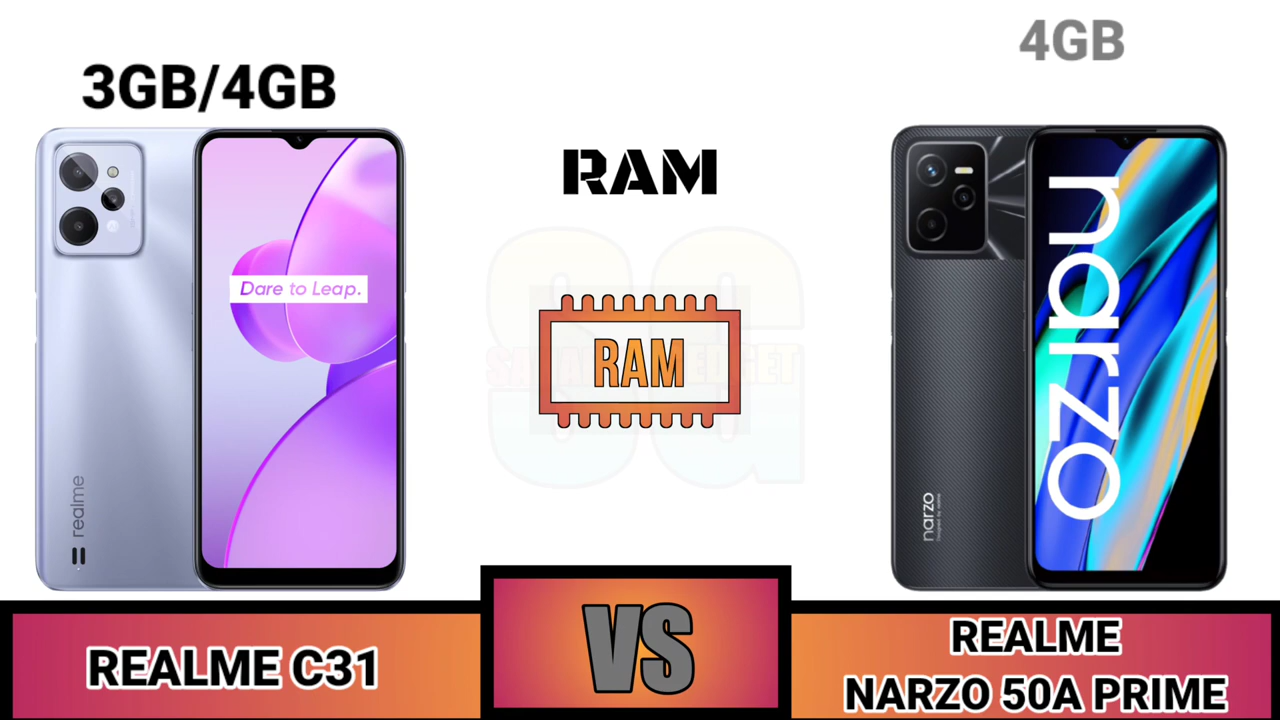 3GB/4GB
4GB
RAM
RAM
Dare to Leap.
realme
narzo
narzo
REALME C31
VS
REALME
NARZO 50A PRIME